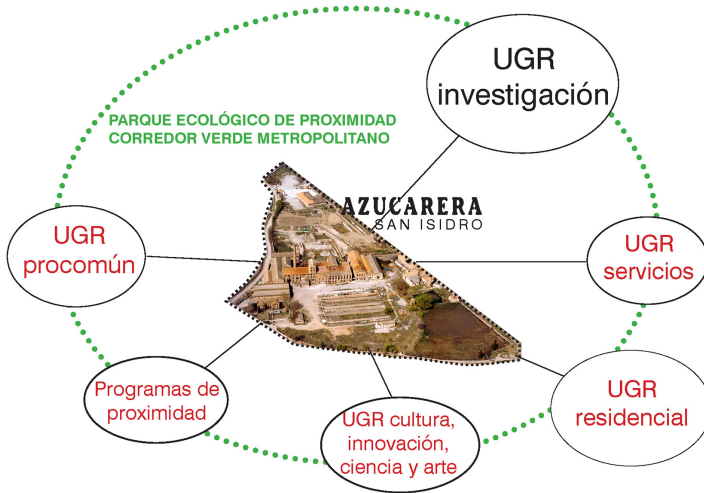 UGR
investigación
PARQUE ECOLÓGICO DE PROXIMIDAD
CORREDOR VERDE METROPOLITANO
AZUCARERA
SAN ISIDRO
UGR
procomún
UGR
servicios
Programas de
proximidad
UGR cultura,
innovación,
ciencia y arte
UGR
residencial